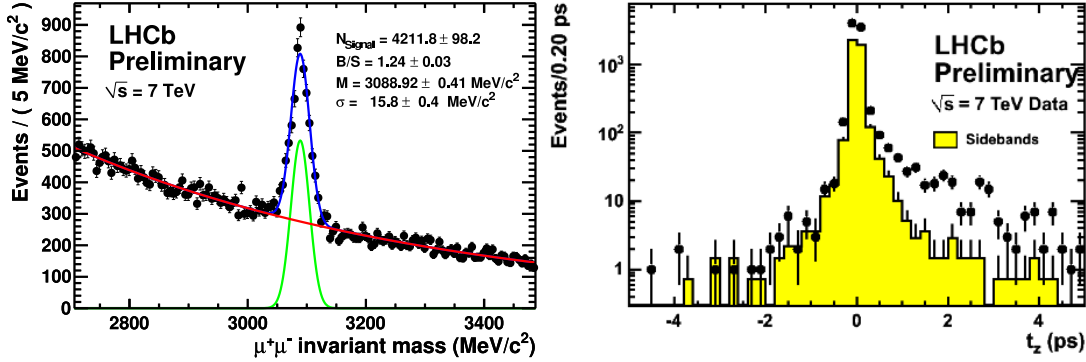 Events / ( 5 MeV/c²)
900
800
700
600
500
400
300
200
100
0
LHCb
Preliminary
√s = 7 TeV
N_Signall = 4211.8 ± 98.2
B/S = 1.24 ± 0.03
M = 3088.92 ± 0.41 MeV/c²
σ = 15.8 ± 0.4 MeV/c²
2800 3000 3200 3400
μ⁺μ⁻ invariant mass (MeV/c²)
Events/0.20 ps
10³
10²
10
1
LHCb
Preliminary
√s = 7 TeV Data
Sidebands
-4 -2 0 2 4
t_z (ps)